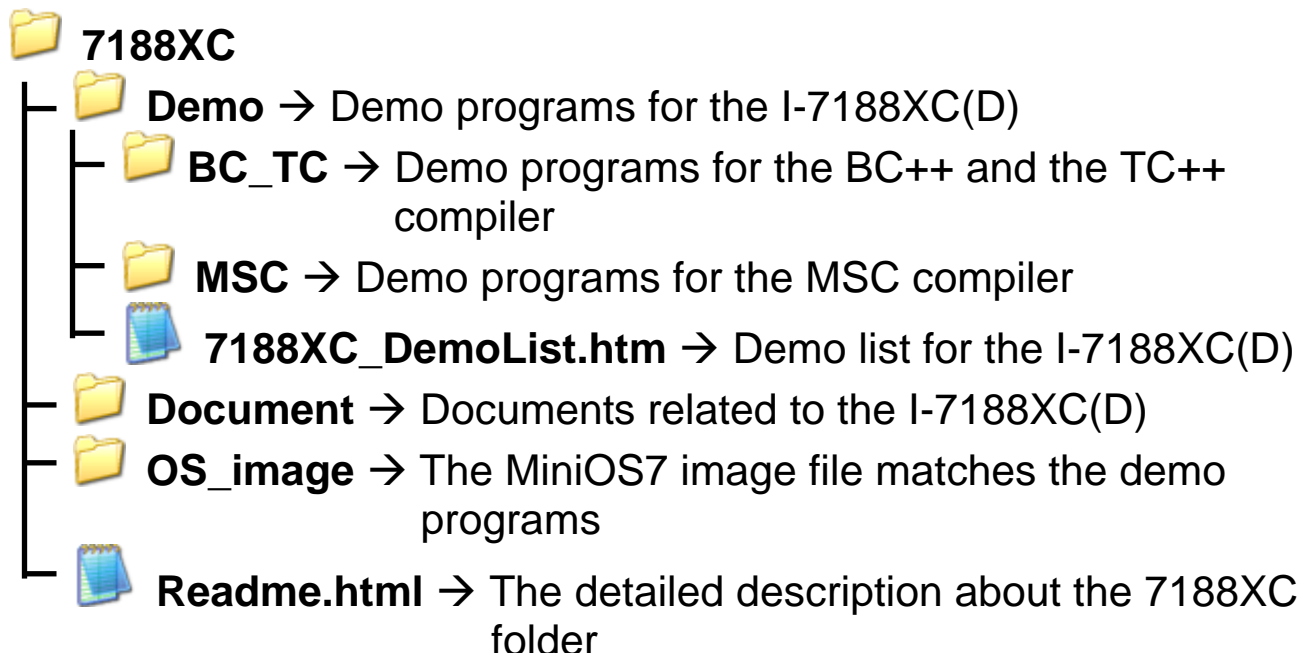 7188XC
Demo → Demo programs for the I-7188XC(D)
BC_TC → Demo programs for the BC++ and the TC++
compiler
MSC → Demo programs for the MSC compiler
7188XC_DemoList.htm → Demo list for the I-7188XC(D)
Document → Documents related to the I-7188XC(D)
OS_image → The MiniOS7 image file matches the demo
programs
Readme.html → The detailed description about the 7188XC
folder